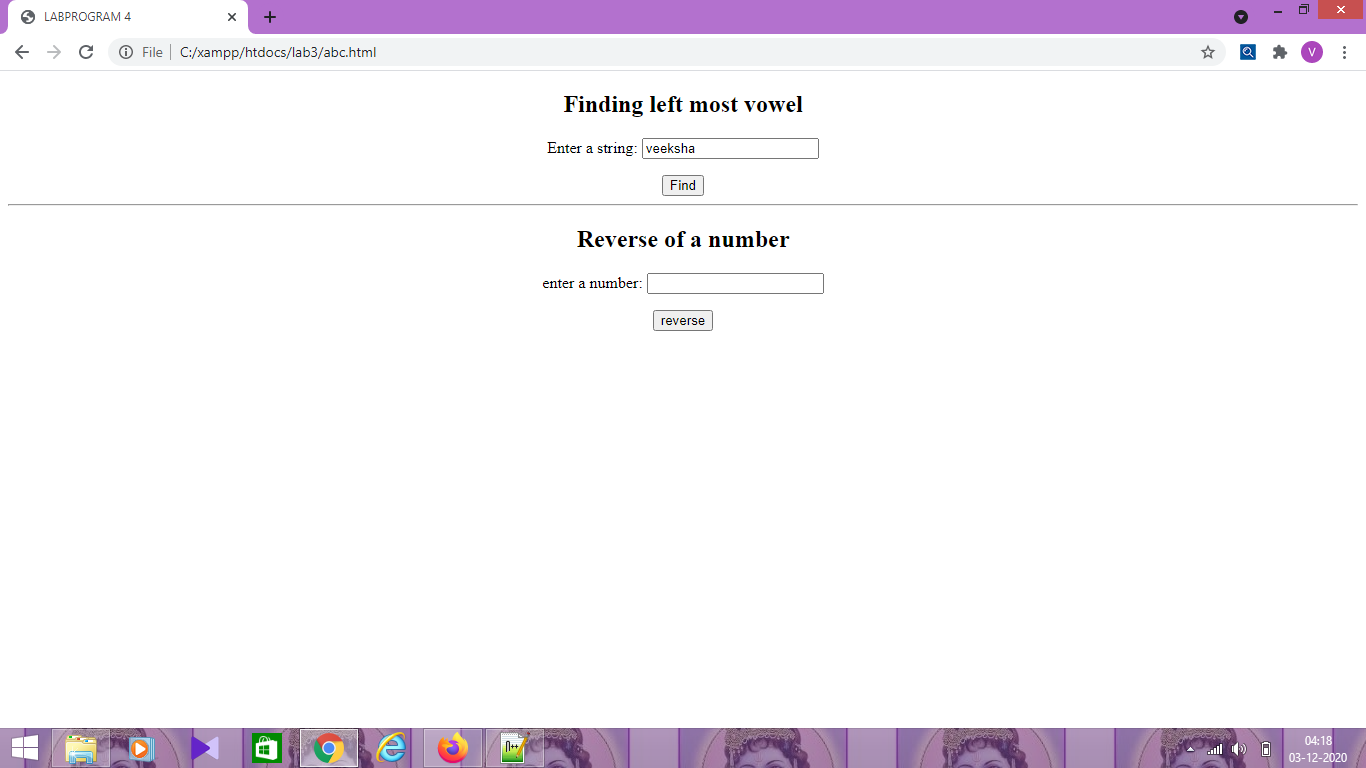 LABPROGRAM 4
File C:/xampp/htdocs/lab3/abc.html
V
Finding left most vowel
Enter a string: veeksha
Find
Reverse of a number
enter a number:
reverse
04:18
03-12-2020